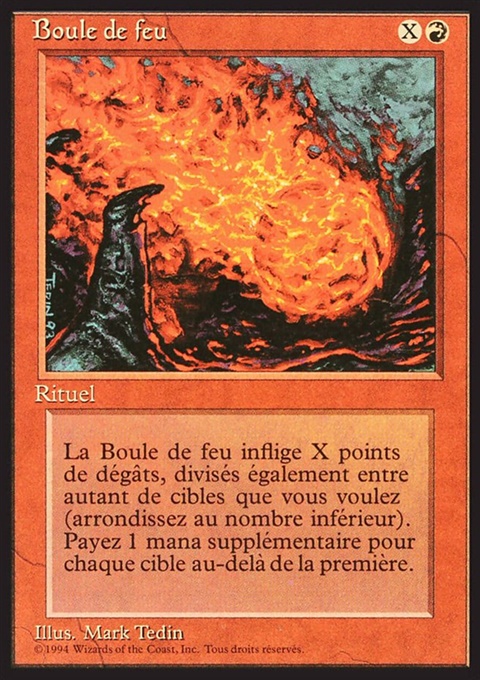 Boule de feu X
TEDIN 93
Rituel
La Boule de feu inflige X points
de dégâts, divisés également entre
autant de cibles que vous voulez
(arrondissez au nombre inférieur).
Payez 1 mana supplémentaire pour
chaque cible au-delà de la première.
Illus. Mark Tedin
©1994 Wizards of the Coast, Inc. Tous droits réservés.